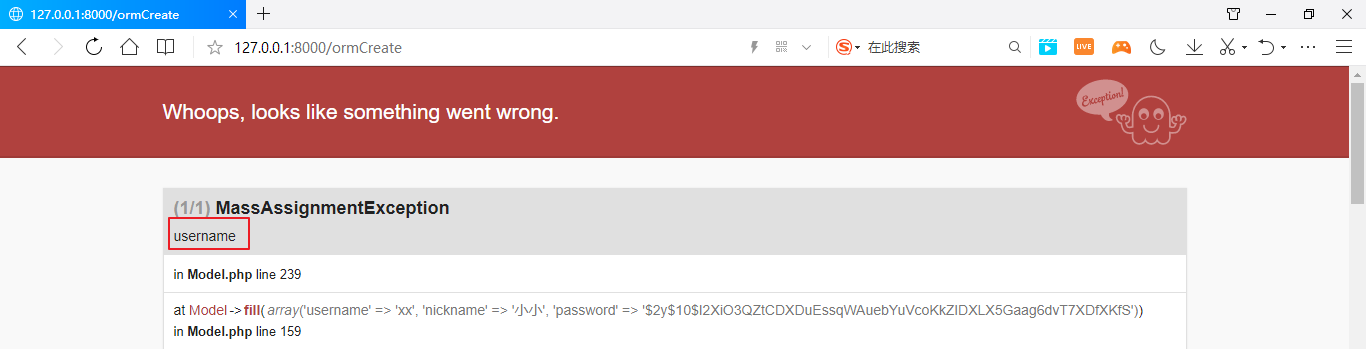 127.0.0.1:8000/ormCreate
127.0.0.1:8000/ormCreate
在此搜索
LIVE
Whoops, looks like something went wrong.
Exception!
(1/1) MassAssignmentException
username
in Model.php line 239
at Model->fill(array('username' => 'xx', 'nickname' => '小小', 'password' => '$2y$10$I2XiO3QZtCDXDuEssqWAuebYuVcoKkZIDXLX5Gaag6dvT7XDfXKfS'))
in Model.php line 159